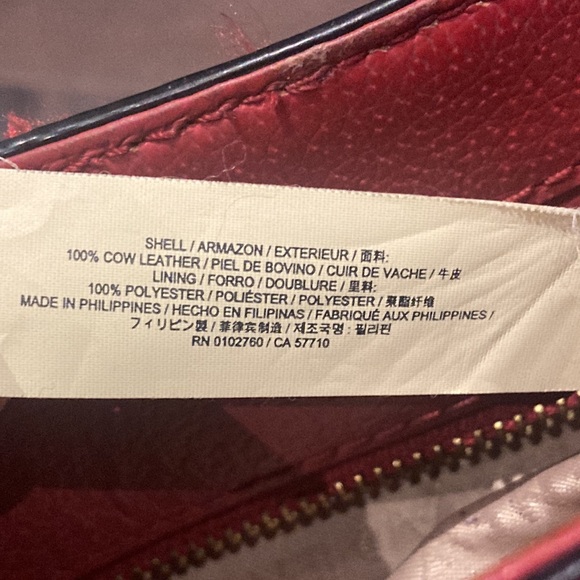 SHELL / ARMAZON / EXTERIEUR / 面料:
100% COW LEATHER / PIEL DE BOVINO / CUIR DE VACHE / 牛皮
LINING / FORRO / DOUBLURE / 里料:
100% POLYESTER / POLIÉSTER / POLYESTER / 聚酯纤维
MADE IN PHILIPPINES / HECHO EN FILIPINAS / FABRIQUÉ AUX PHILIPPINES /
フィリピン製 / 菲律宾制造 / 제조국명 : 필리핀
RN 0102760 / CA 57710